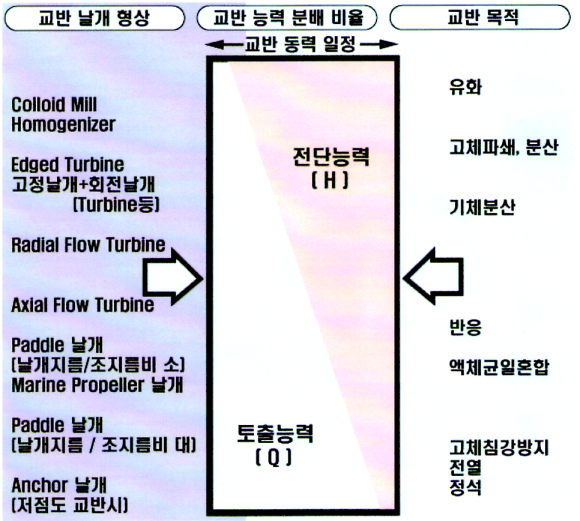 교반 날개 형상
교반 능력 분배 비율
교반 목적
교반 동력 일정
Colloid Mill
Homogenizer
Edged Turbine
고정날개+회전날개
(Turbine등)
Radial Flow Turbine
Axial Flow Turbine
Paddle 날개
(날개지름/조지름비 소)
Marine Propeller 날개
Paddle 날개
(날개지름 / 조지름비 대)
Anchor 날개
(저점도 교반시)
전단능력
( H )
토출능력
( Q )
유화
고체파쇄, 분산
기체분산
반응
액체균일혼합
고체침강방지
전열
정석